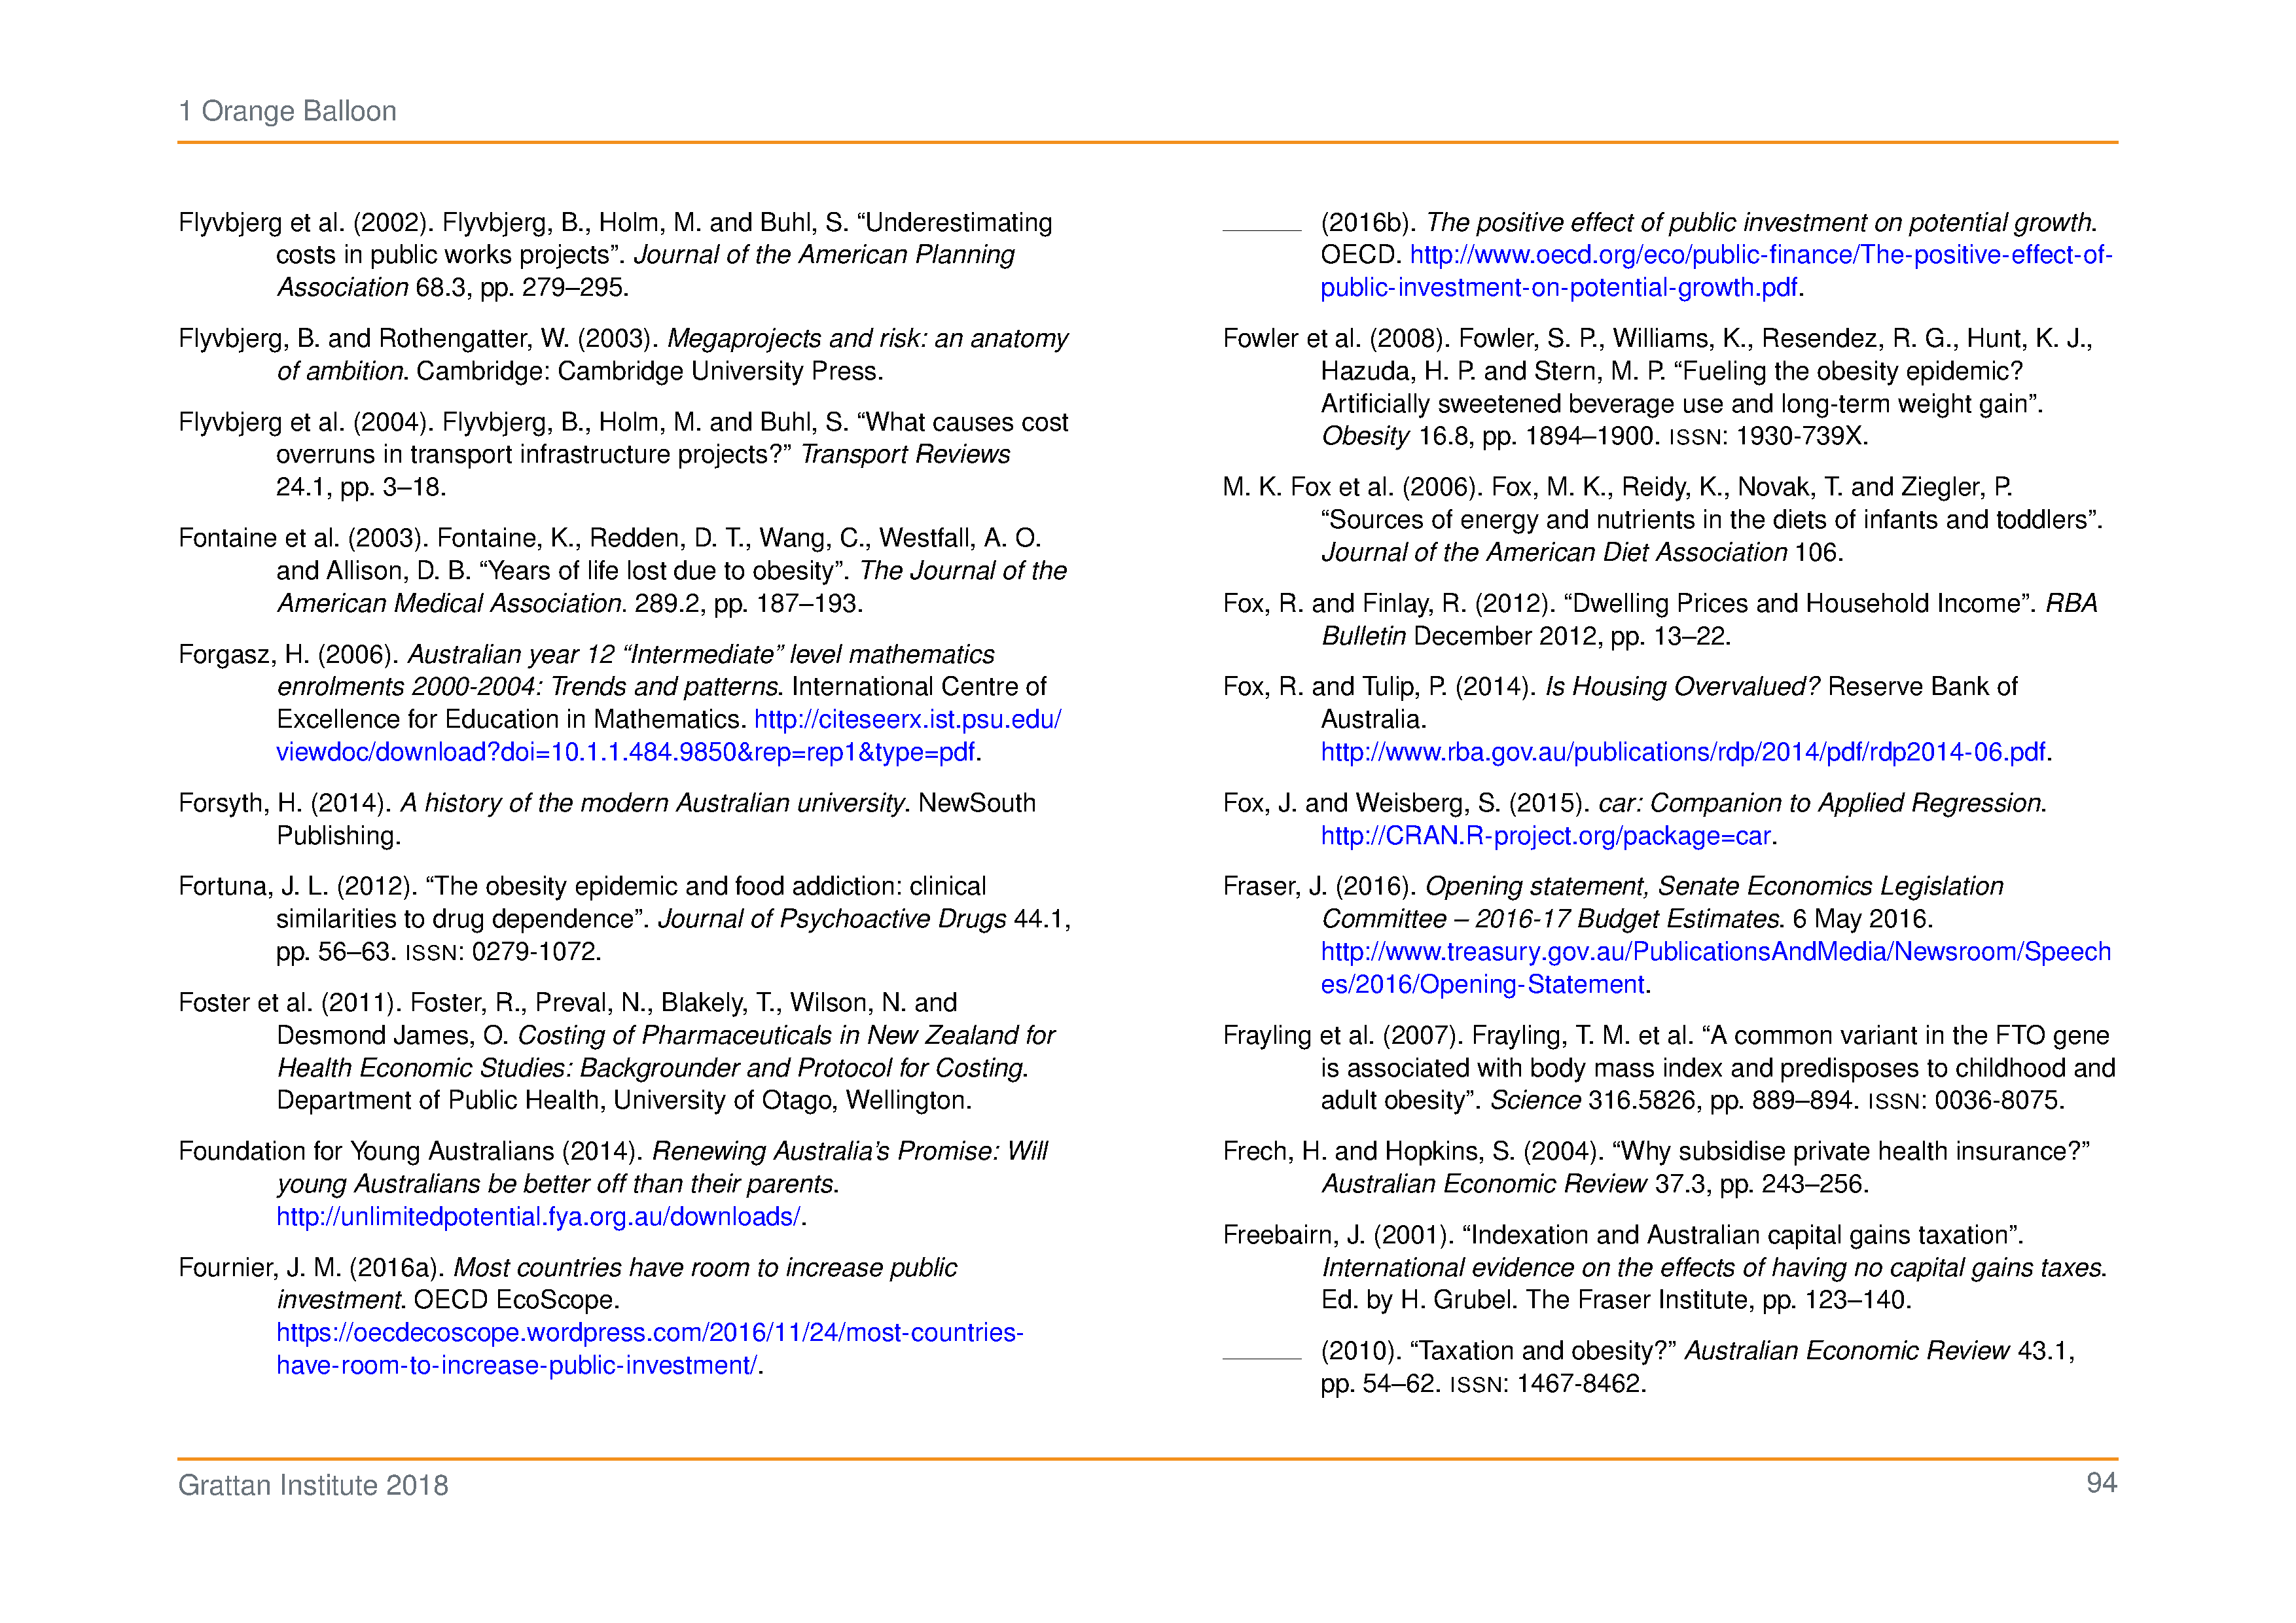 1 Orange Balloon
Flyvbjerg et al. (2002). Flyvbjerg, B., Holm, M. and Buhl, S. “Underestimating
costs in public works projects”. Journal of the American Planning
Association 68.3, pp. 279–295.
Flyvbjerg, B. and Rothengatter, W. (2003). Megaprojects and risk: an anatomy
of ambition. Cambridge: Cambridge University Press.
Flyvbjerg et al. (2004). Flyvbjerg, B., Holm, M. and Buhl, S. “What causes cost
overruns in transport infrastructure projects?” Transport Reviews
24.1, pp. 3–18.
Fontaine et al. (2003). Fontaine, K., Redden, D. T., Wang, C., Westfall, A. O.
and Allison, D. B. “Years of life lost due to obesity”. The Journal of the
American Medical Association. 289.2, pp. 187–193.
Forgasz, H. (2006). Australian year 12 “Intermediate” level mathematics
enrolments 2000-2004: Trends and patterns. International Centre of
Excellence for Education in Mathematics. http://citeseerx.ist.psu.edu/
viewdoc/download?doi=10.1.1.484.9850&rep=rep1&type=pdf.
Forsyth, H. (2014). A history of the modern Australian university. NewSouth
Publishing.
Fortuna, J. L. (2012). “The obesity epidemic and food addiction: clinical
similarities to drug dependence”. Journal of Psychoactive Drugs 44.1,
pp. 56–63. ISSN: 0279-1072.
Foster et al. (2011). Foster, R., Preval, N., Blakely, T., Wilson, N. and
Desmond James, O. Costing of Pharmaceuticals in New Zealand for
Health Economic Studies: Backgrounder and Protocol for Costing.
Department of Public Health, University of Otago, Wellington.
Foundation for Young Australians (2014). Renewing Australia’s Promise: Will
young Australians be better off than their parents.
http://unlimitedpotential.fya.org.au/downloads/.
Fournier, J. M. (2016a). Most countries have room to increase public
investment. OECD EcoScope.
https://oecdecoscope.wordpress.com/2016/11/24/most-countries-
have-room-to-increase-public-investment/.
(2016b). The positive effect of public investment on potential growth.
OECD. http://www.oecd.org/eco/public-finance/The-positive-effect-of-
public-investment-on-potential-growth.pdf.
Fowler et al. (2008). Fowler, S. P., Williams, K., Resendez, R. G., Hunt, K. J.,
Hazuda, H. P. and Stern, M. P. “Fueling the obesity epidemic?
Artificially sweetened beverage use and long-term weight gain”.
Obesity 16.8, pp. 1894–1900. ISSN: 1930-739X.
M. K. Fox et al. (2006). Fox, M. K., Reidy, K., Novak, T. and Ziegler, P.
“Sources of energy and nutrients in the diets of infants and toddlers”.
Journal of the American Diet Association 106.
Fox, R. and Finlay, R. (2012). “Dwelling Prices and Household Income”. RBA
Bulletin December 2012, pp. 13–22.
Fox, R. and Tulip, P. (2014). Is Housing Overvalued? Reserve Bank of
Australia.
http://www.rba.gov.au/publications/rdp/2014/pdf/rdp2014-06.pdf.
Fox, J. and Weisberg, S. (2015). car: Companion to Applied Regression.
http://CRAN.R-project.org/package=car.
Fraser, J. (2016). Opening statement, Senate Economics Legislation
Committee – 2016-17 Budget Estimates. 6 May 2016.
http://www.treasury.gov.au/PublicationsAndMedia/Newsroom/Speech
es/2016/Opening-Statement.
Frayling et al. (2007). Frayling, T. M. et al. “A common variant in the FTO gene
is associated with body mass index and predisposes to childhood and
adult obesity”. Science 316.5826, pp. 889–894. ISSN: 0036-8075.
Frech, H. and Hopkins, S. (2004). “Why subsidise private health insurance?”
Australian Economic Review 37.3, pp. 243–256.
Freebairn, J. (2001). “Indexation and Australian capital gains taxation”.
International evidence on the effects of having no capital gains taxes.
Ed. by H. Grubel. The Fraser Institute, pp. 123–140.
(2010). “Taxation and obesity?” Australian Economic Review 43.1,
pp. 54–62. ISSN: 1467-8462.
Grattan Institute 2018
94